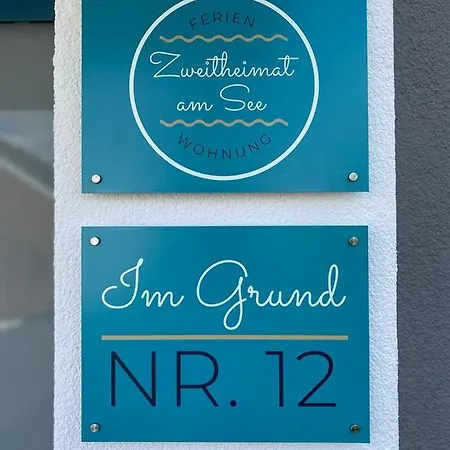 FERIEN
Zweitheimat
am See
WOHNUNG
Im Grund
NR. 12